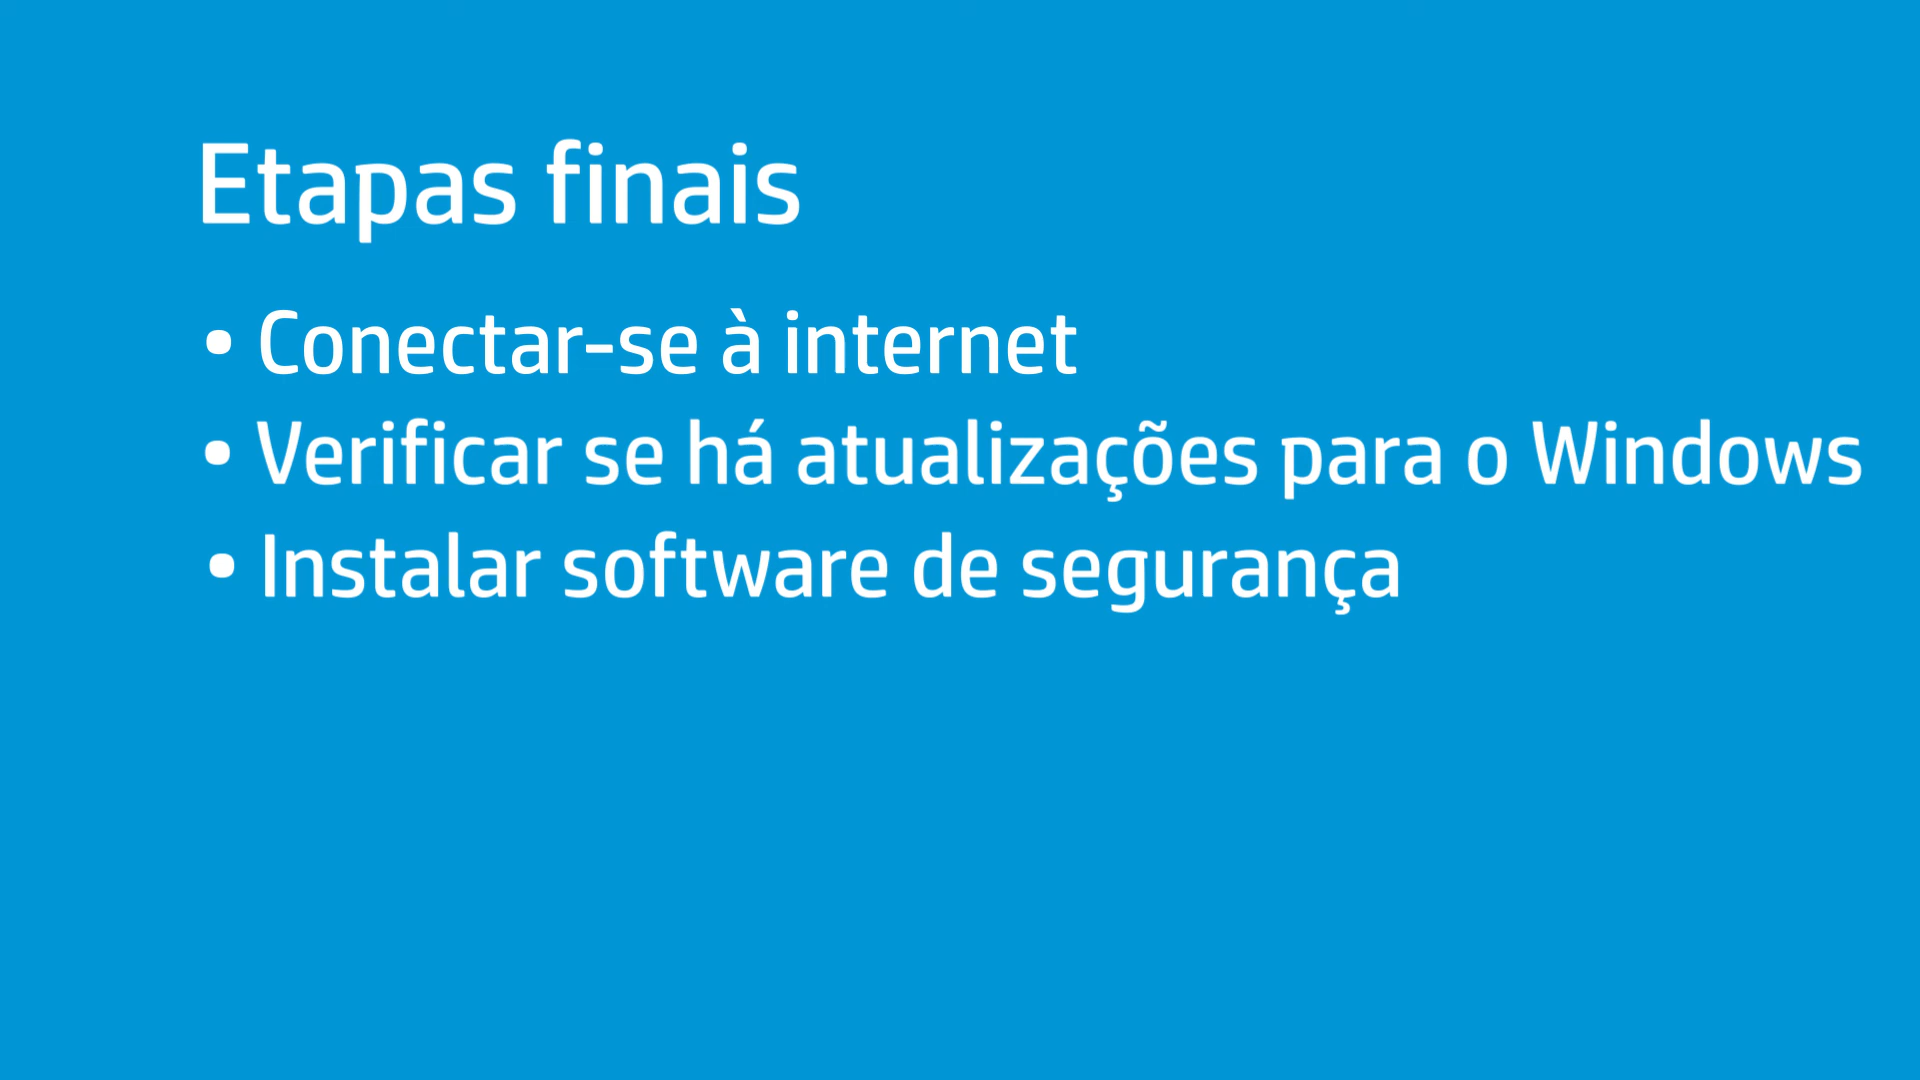 Etapas finais
• Conectar-se à internet
• Verificar se há atualizações para o Windows
• Instalar software de segurança